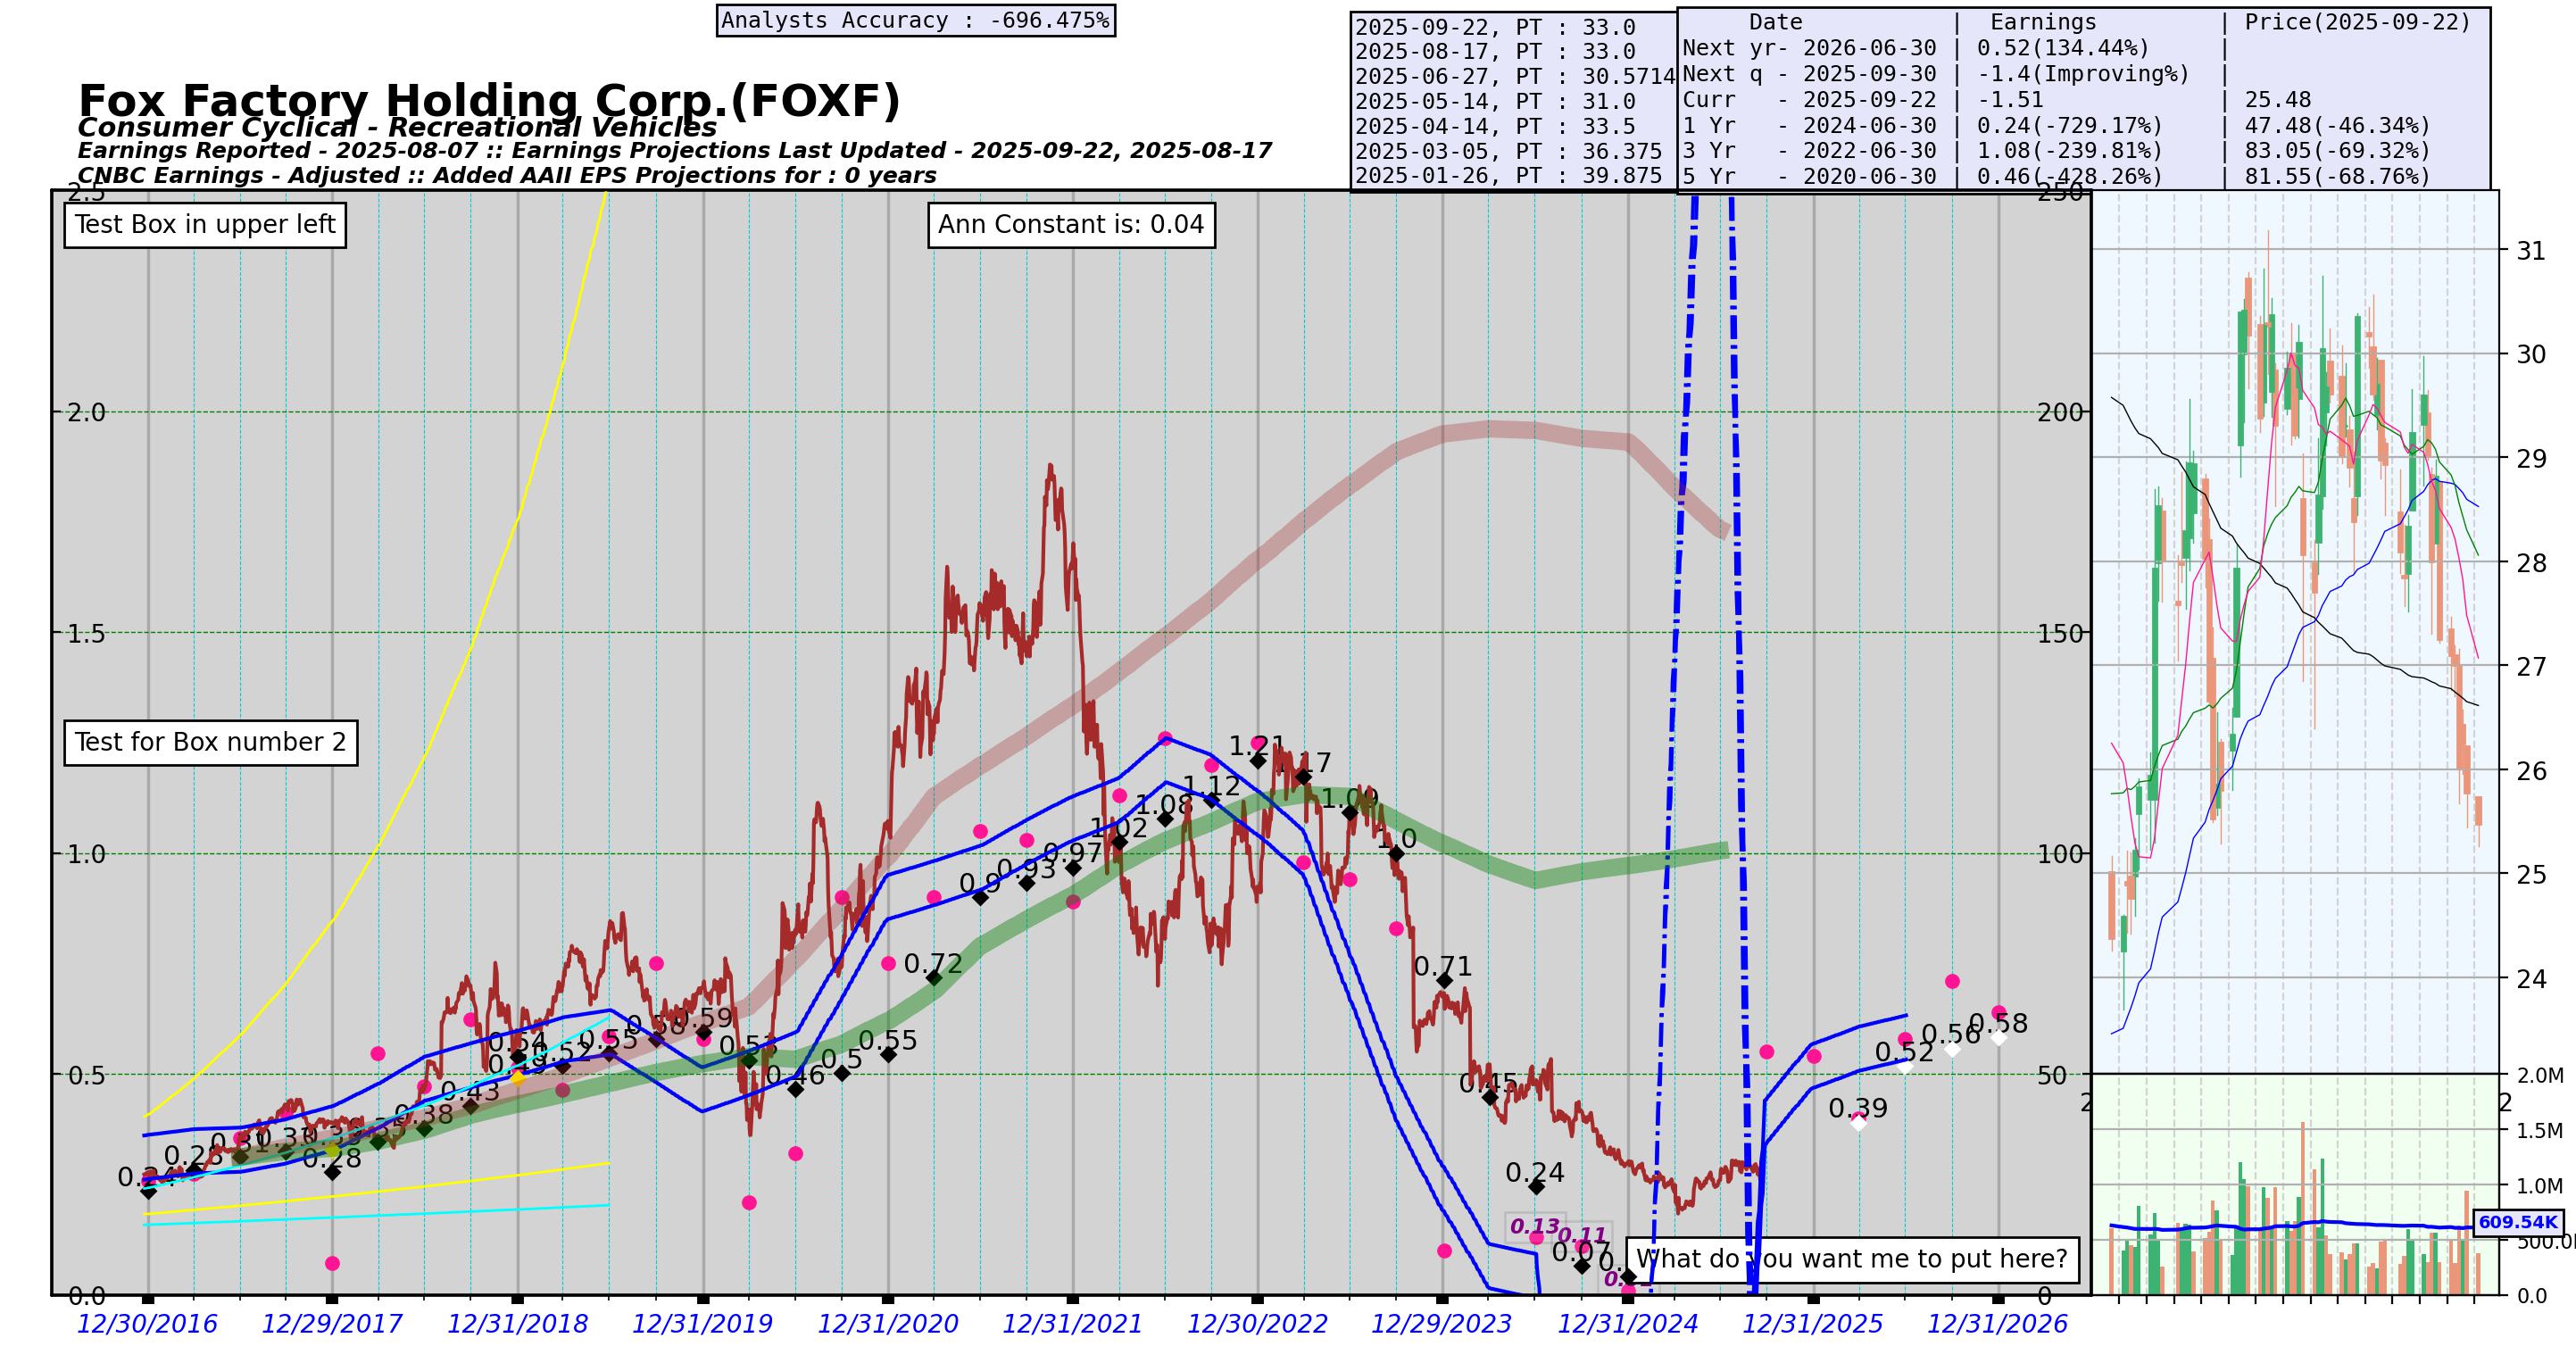 Analysts Accuracy : -696.475%
2025-09-22, PT : 33.0
2025-08-17, PT : 33.0
2025-06-27, PT : 30.5714
2025-05-14, PT : 31.0
2025-04-14, PT : 33.5
2025-03-05, PT : 36.375
2025-01-26, PT : 39.875
Date | Earnings | Price(2025-09-22)
Next yr- 2026-06-30 | 0.52(134.44%) |
Next q - 2025-09-30 | -1.4(Improving%) |
Curr - 2025-09-22 | -1.51 | 25.48
1 Yr - 2024-06-30 | 0.24(-729.17%) | 47.48(-46.34%)
3 Yr - 2022-06-30 | 1.08(-239.81%) | 83.05(-69.32%)
5 Yr - 2020-06-30 | 0.46(-428.26%) | 81.55(-68.76%)
Fox Factory Holding Corp.(FOXF)
Consumer Cyclical - Recreational Vehicles
Earnings Reported - 2025-08-07 :: Earnings Projections Last Updated - 2025-09-22, 2025-08-17
CNBC Earnings - Adjusted :: Added AAII EPS Projections for : 0 years
2.5
2.0
1.5
1.0
0.5
0.0
Test Box in upper left
Ann Constant is: 0.04
Test for Box number 2
What do you want me to put here?
0.28
0.28
0.38
0.43
0.52
0.55
0.58
0.59
0.53
0.46
0.5
0.55
0.72
0.9
0.93
0.97
1.02
1.08
1.12
1.21
1.17
1.09
1.0
0.71
0.45
0.24
0.13
0.11
0.07
0.39
0.52
0.56
0.58
250
200
150
100
50
0
31
30
29
28
27
26
25
24
2.0M
1.5M
1.0M
609.54K
0.0
12/30/2016
12/29/2017
12/31/2018
12/31/2019
12/31/2020
12/31/2021
12/30/2022
12/29/2023
12/31/2024
12/31/2025
12/31/2026